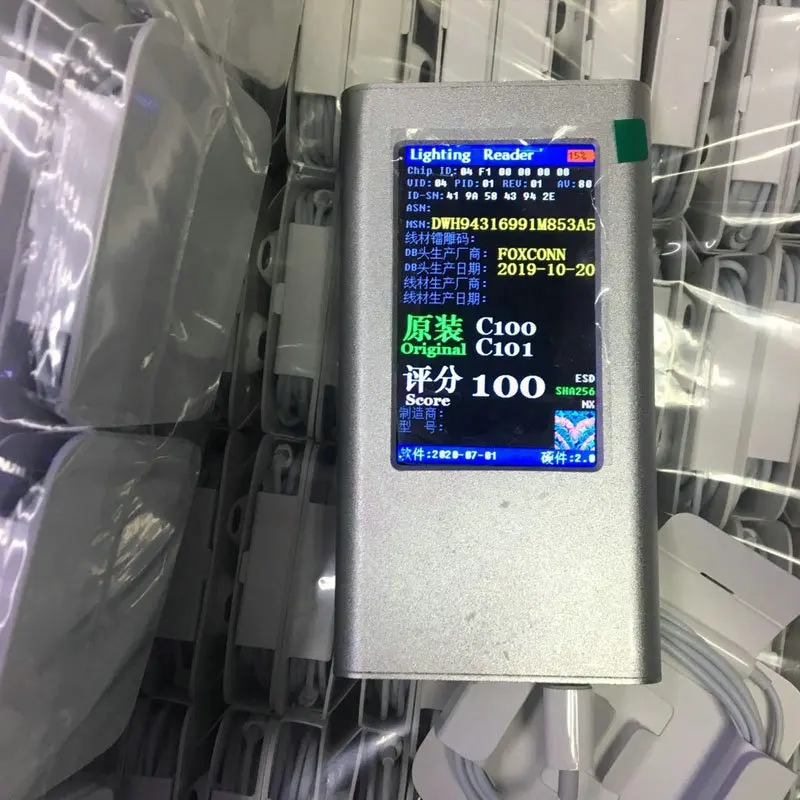 Lighting Reader 15%
Chip ID: 04 F1 00 00 00 00
VID: 04 PID: 01 REV: 01 AV: 80
ID-SN: 41 9A 58 43 94 2E
ASN:
MSN: DWH94316991M853A5
线材镭雕码:
DB头生产厂商: FOXCONN
DB头生产日期: 2019-10-20
线材生产厂商:
线材生产日期:
原装 C100
Original C101
评分 100
Score
ESD
SHA256
NX
制造商:
型 号:
软件:2020-07-01 硬件:2.0